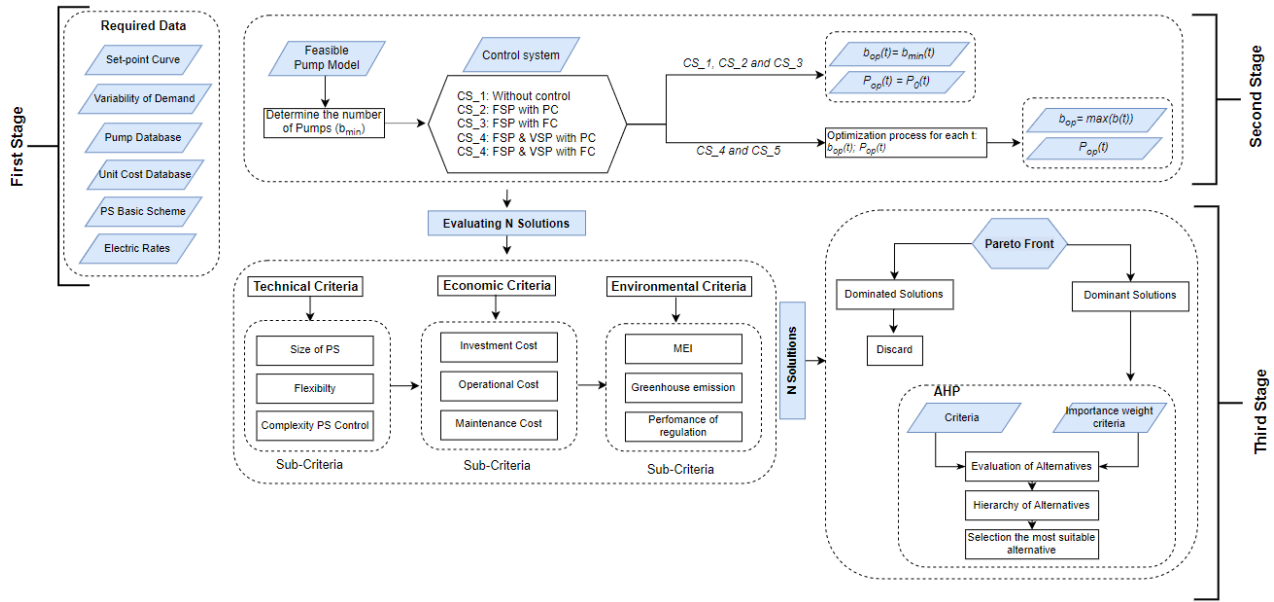 First Stage
Required Data
Set-point Curve
Variability of Demand
Pump Database
Unit Cost Database
PS Basic Scheme
Electric Rates
Feasible
Pump Model
Determine the number
of Pumps (bmin)
Control system
CS_1: Without control
CS_2: FSP with PC
CS_3: FSP with FC
CS_4: FSP & VSP with PC
CS_4: FSP & VSP with FC
CS_1, CS_2 and CS_3
bop(t)= bmin(t)
Pop(t) = P0(t)
CS_4 and CS_5
Optimization process for each t:
bop(t); Pop(t)
bop= max(b(t))
Pop(t)
Second Stage
Evaluating N Solutions
Technical Criteria
Size of PS
Flexibilty
Complexity PS Control
Sub-Criteria
Economic Criteria
Investment Cost
Operational Cost
Maintenance Cost
Sub-Criteria
Environmental Criteria
MEI
Greenhouse emission
Perfomance of
regulation
Sub-Criteria
N Soultions
Pareto Front
Dominated Solutions
Discard
Dominant Solutions
AHP
Criteria
Importance weight
criteria
Evaluation of Alternatives
Hierarchy of Alternatives
Selection the most suitable
alternative
Third Stage